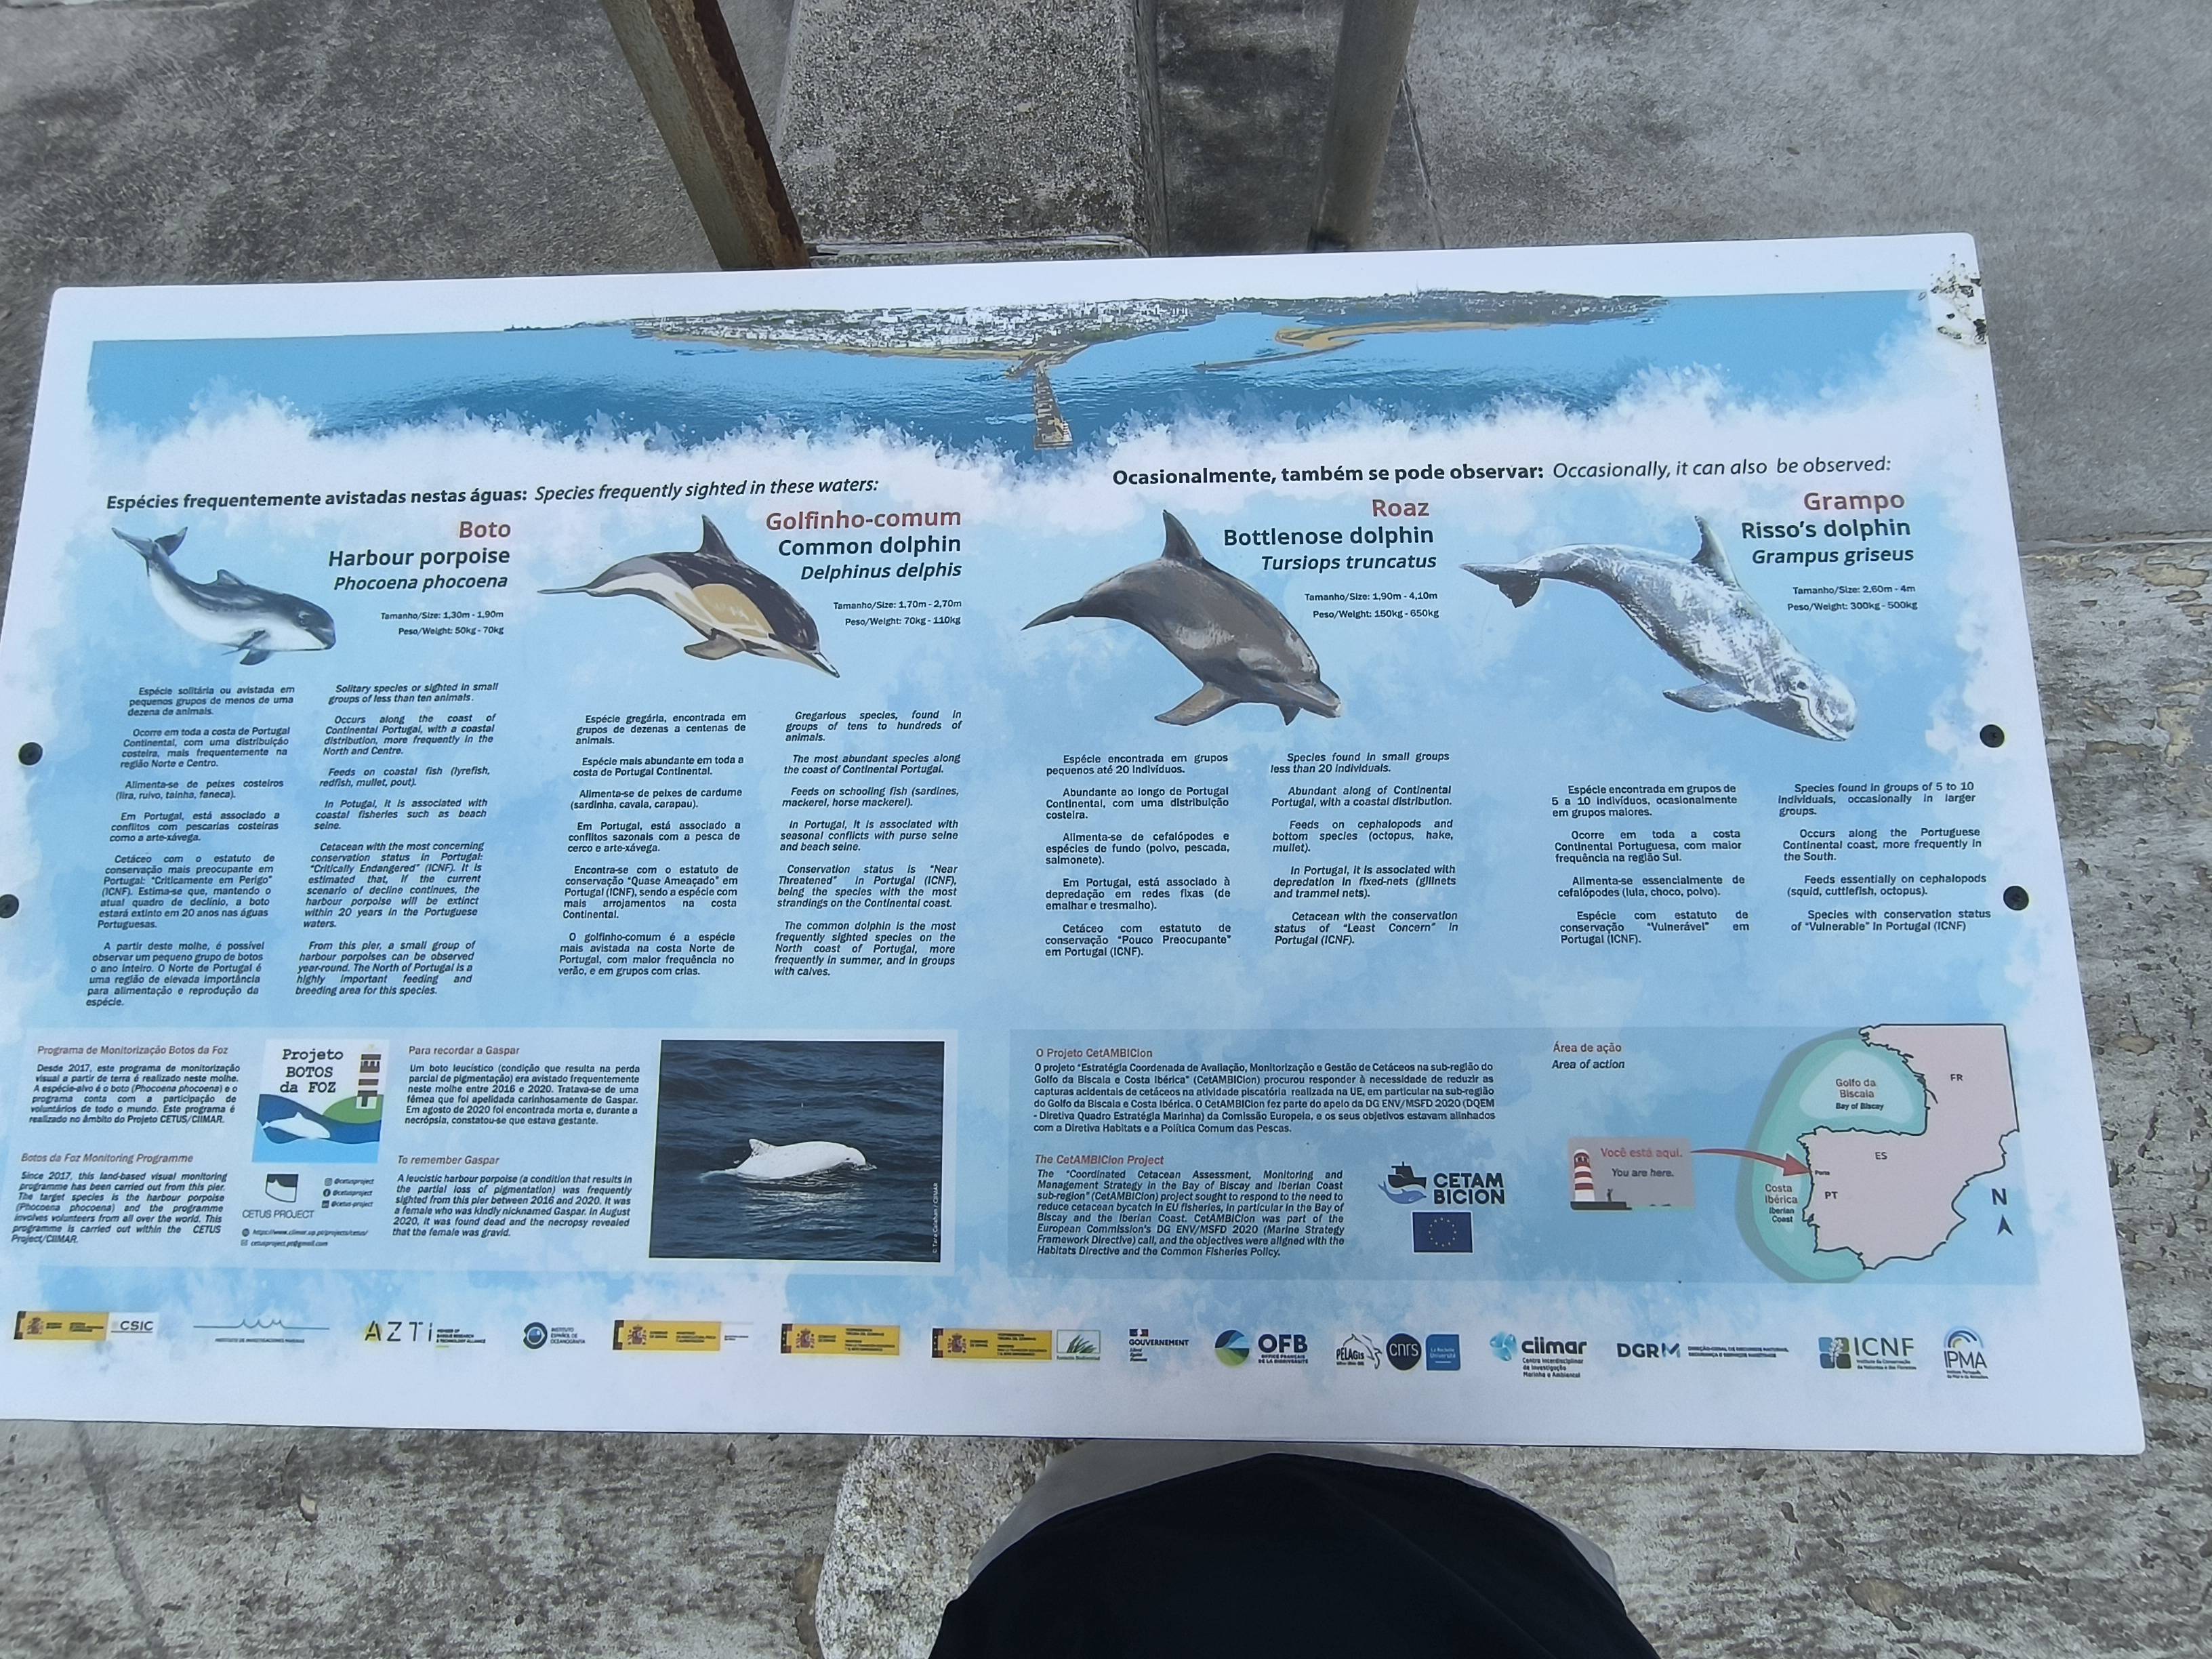 Espécies frequentemente avistadas nestas águas: Species frequently sighted in these waters:
Boto
Harbour porpoise
Phocoena phocoena
Tamanho/Size: 1,30m - 1,90m
Peso/Weight: 50kg - 70kg
Espécie solitária ou avistada em
pequenos grupos de menos de uma
dezena de animais.
Ocorre em toda a costa de Portugal
Continental, com uma distribuição
costeira, mais frequentemente na
região Norte e Centro.
Alimenta-se de peixes costeiros
(lira, ruivo, tainha, faneca).
Em Portugal, está associado a
conflitos com pescarias costeiras
como a arte-xávega.
Cetáceo com o estatuto de
conservação mais preocupante em
Portugal: "Criticamente em Perigo"
(ICNF). Estima-se que, mantendo o
atual quadro de declínio, a boto
estará extinto em 20 anos nas águas
Portuguesas.
A partir deste molhe, é possível
observar um pequeno grupo de botos
o ano inteiro. O Norte de Portugal é
uma região de elevada importância
para alimentação e reprodução da
espécie.
Solitary species or sighted in small
groups of less than ten animals.
Occurs along the coast of
Continental Portugal, with a coastal
distribution, more frequently in the
North and Centre.
Feeds on coastal fish (lyrefish,
redfish, mullet, pout).
In Potugal, it is associated with
coastal fisheries such as beach
seine.
Cetacean with the most concerning
conservation status in Portugal:
"Critically Endangered" (ICNF). It is
estimated that, if the current
scenario of decline continues, the
harbour porpoise will be extinct
within 20 years in the Portuguese
waters.
From this pier, a small group of
harbour porpoises can be observed
year-round. The North of Portugal is a
highly important feeding and
breeding area for this species.
Golfinho-comum
Common dolphin
Delphinus delphis
Tamanho/Size: 1,70m - 2,70m
Peso/Weight: 70kg - 110kg
Espécie gregária, encontrada em
grupos de dezenas a centenas de
animais.
Espécie mais abundante em toda a
costa de Portugal Continental.
Alimenta-se de peixes de cardume
(sardinha, cavala, carapau).
Em Portugal, está associado a
conflitos sazonais com a pesca de
cerco e arte-xávega.
Encontra-se com o estatuto de
conservação "Quase Ameaçado" em
Portugal (ICNF), sendo a espécie com
mais arrojamentos na costa
Continental.
O golfinho-comum é a espécie
mais avistada na costa Norte de
Portugal, com maior frequência no
verão, e em grupos com crias.
Gregarious species, found in
groups of tens to hundreds of
animals.
The most abundant species along
the coast of Continental Portugal.
Feeds on schooling fish (sardines,
mackerel, horse mackerel).
In Portugal, it is associated with
seasonal conflicts with purse seine
and beach seine.
Conservation status is "Near
Threatened" in Portugal (ICNF),
being the species with the most
strandings on the Continental coast.
The common dolphin is the most
frequently sighted species on the
North coast of Portugal, more
frequently in summer, and in groups
with calves.
Ocasionalmente, também se pode observar: Occasionally, it can also be observed:
Roaz
Bottlenose dolphin
Tursiops truncatus
Tamanho/Size: 1,90m - 4,10m
Peso/Weight: 150kg - 650kg
Espécie encontrada em grupos
pequenos até 20 indivíduos.
Abundante ao longo de Portugal
Continental, com uma distribuição
costeira.
Alimenta-se de cefalópodes e
espécies de fundo (polvo, pescada,
salmonete).
Em Portugal, está associado à
depredação em redes fixas (de
emalhar e tresmalho).
Cetáceo com estatuto de
conservação "Pouco Preocupante"
em Portugal (ICNF).
Species found in small groups
less than 20 individuals.
Abundant along of Continental
Portugal, with a coastal distribution.
Feeds on cephalopods and
bottom species (octopus, hake,
mullet).
In Portugal, it is associated with
depredation in fixed-nets (gillnets
and trammel nets).
Cetacean with the conservation
status of "Least Concern" in
Portugal (ICNF).
Grampo
Risso's dolphin
Grampus griseus
Tamanho/Size: 2,60m - 4m
Peso/Weight: 300kg - 500kg
Espécie encontrada em grupos de
5 a 10 indivíduos, ocasionalmente
em grupos maiores.
Ocorre em toda a costa
Continental Portuguesa, com maior
frequência na região Sul.
Alimenta-se essencialmente de
cefalópodes (lula, choco, polvo).
Espécie com estatuto de
conservação "Vulnerável" em
Portugal (ICNF).
Species found in groups of 5 to 10
individuals, occasionally in larger
groups.
Occurs along the Portuguese
Continental coast, more frequently in
the South.
Feeds essentially on cephalopods
(squid, cuttlefish, octopus).
Species with conservation status
of "Vulnerable" in Portugal (ICNF)
Programa de Monitorização Botos da Foz
Desde 2017, este programa de monitorização
visual a partir de terra é realizado neste molhe.
A espécie-alvo é o boto (Phocoena phocoena) e o
programa conta com a participação de
voluntários de todo o mundo. Este programa é
realizado no âmbito do Projeto CETUS/CIIMAR.
Botos da Foz Monitoring Programme
Since 2017, this land-based visual monitoring
programme has been carried out from this pier.
The target species is the harbour porpoise
(Phocoena phocoena) and the programme
involves volunteers from all over the world. This
programme is carried out within the CETUS
Project/CIIMAR.
Projeto
BOTOS
da FOZ
CETUS PROJECT
@cetusproject
@cetusproject
@cetus-project
https://www.ciimar.up.pt/projects/cetus/
cetusproject.pt@gmail.com
Para recordar a Gaspar
Um boto leucístico (condição que resulta na perda
parcial de pigmentação) era avistado frequentemente
neste molhe entre 2016 e 2020. Tratava-se de uma
fêmea que foi apelidada carinhosamente de Gaspar.
Em agosto de 2020 foi encontrada morta e, durante a
necrópsia, constatou-se que estava gestante.
To remember Gaspar
A leucistic harbour porpoise (a condition that results in
the partial loss of pigmentation) was frequently
sighted from this pier between 2016 and 2020. It was
a female who was kindly nicknamed Gaspar. In August
2020, it was found dead and the necropsy revealed
that the female was gravid.
O Projeto CetAMBICion
O projeto "Estratégia Coordenada de Avaliação, Monitorização e Gestão de Cetáceos na sub-região do
Golfo da Biscaia e Costa Ibérica" (CetAMBICion) procurou responder à necessidade de reduzir as
capturas acidentais de cetáceos na atividade piscatória realizada na UE, em particular na sub-região
do Golfo da Biscaia e Costa Ibérica. O CetAMBICion fez parte do apelo da DG ENV/MSFD 2020 (DQEM
- Diretiva Quadro Estratégia Marinha) da Comissão Europeia, e os seus objetivos estavam alinhados
com a Diretiva Habitats e a Política Comum das Pescas.
The CetAMBICion Project
The "Coordinated Cetacean Assessment, Monitoring and
Management Strategy in the Bay of Biscay and Iberian Coast
sub-region" (CetAMBICion) project sought to respond to the need to
reduce cetacean bycatch in EU fisheries, in particular in the Bay of
Biscay and the Iberian Coast. CetAMBICion was part of the
European Commission's DG ENV/MSFD 2020 (Marine Strategy
Framework Directive) call, and the objectives were aligned with the
Habitats Directive and the Common Fisheries Policy.
CETAM
BICION
Área de ação
Area of action
Você está aqui.
You are here.
Golfo da
Biscaia
Bay of Biscay
FR
ES
Porto
PT
Costa
Ibérica
Iberian
Coast
N
CSIC
INSTITUTO DE INVESTIGACIONES MARINAS
AZTi
INSTITUTO
ESPAÑOL DE
OCEANOGRAFÍA
GOUVERNEMENT
OFB
OFFICE FRANÇAIS
DE LA BIODIVERSITÉ
PELAGIS
cnrs
La Rochelle
Université
ciimar
Centro Interdisciplinar
de Investigação
Marinha e Ambiental
DGRM
ICNF
IPMA